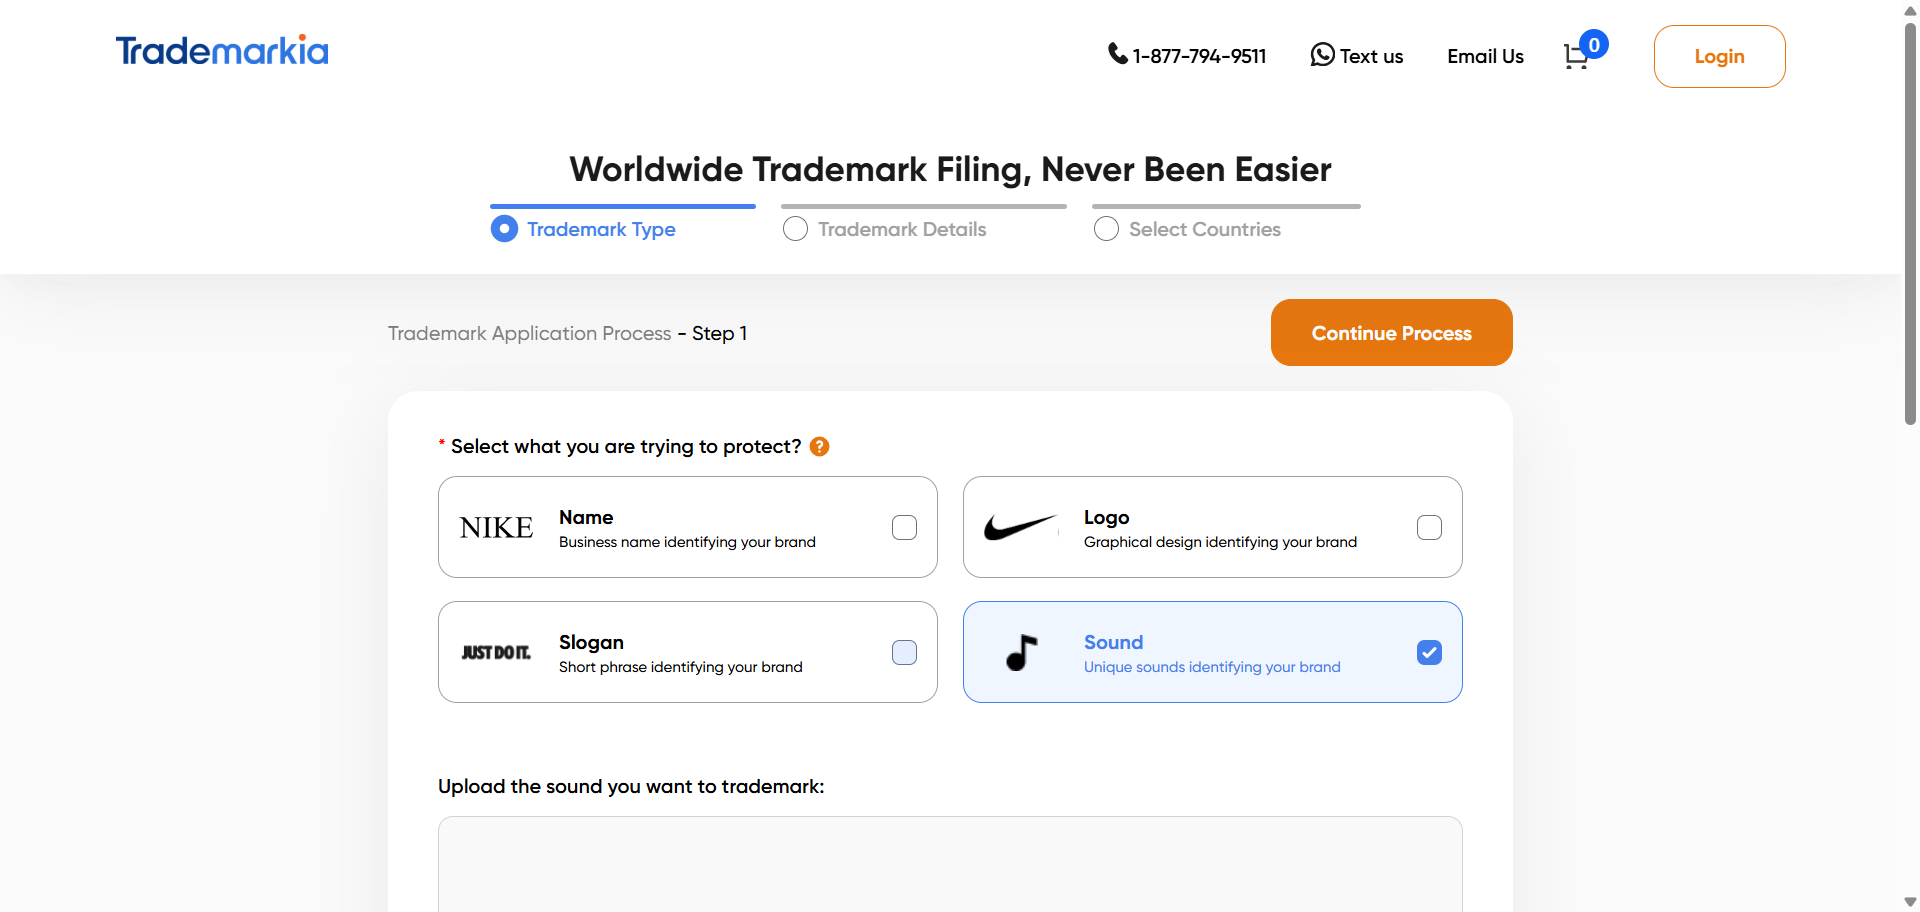 Trademarkia
1-877-794-9511
Text us
Email Us
0
Login
Worldwide Trademark Filing, Never Been Easier
Trademark Type
Trademark Details
Select Countries
Trademark Application Process - Step 1
Continue Process
* Select what you are trying to protect? ?
NIKE
Name
Business name identifying your brand
Logo
Graphical design identifying your brand
JUST DO IT.
Slogan
Short phrase identifying your brand
Sound
Unique sounds identifying your brand
Upload the sound you want to trademark: